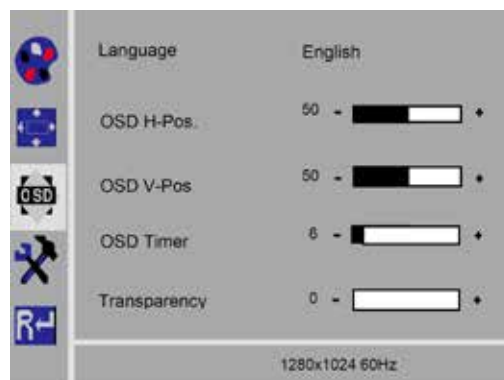 Language English
OSD H-Pos. 50 - +
OSD V-Pos 50 - +
OSD
OSD Timer 6 - +
Transparency 0 - +
R
1280x1024 60Hz